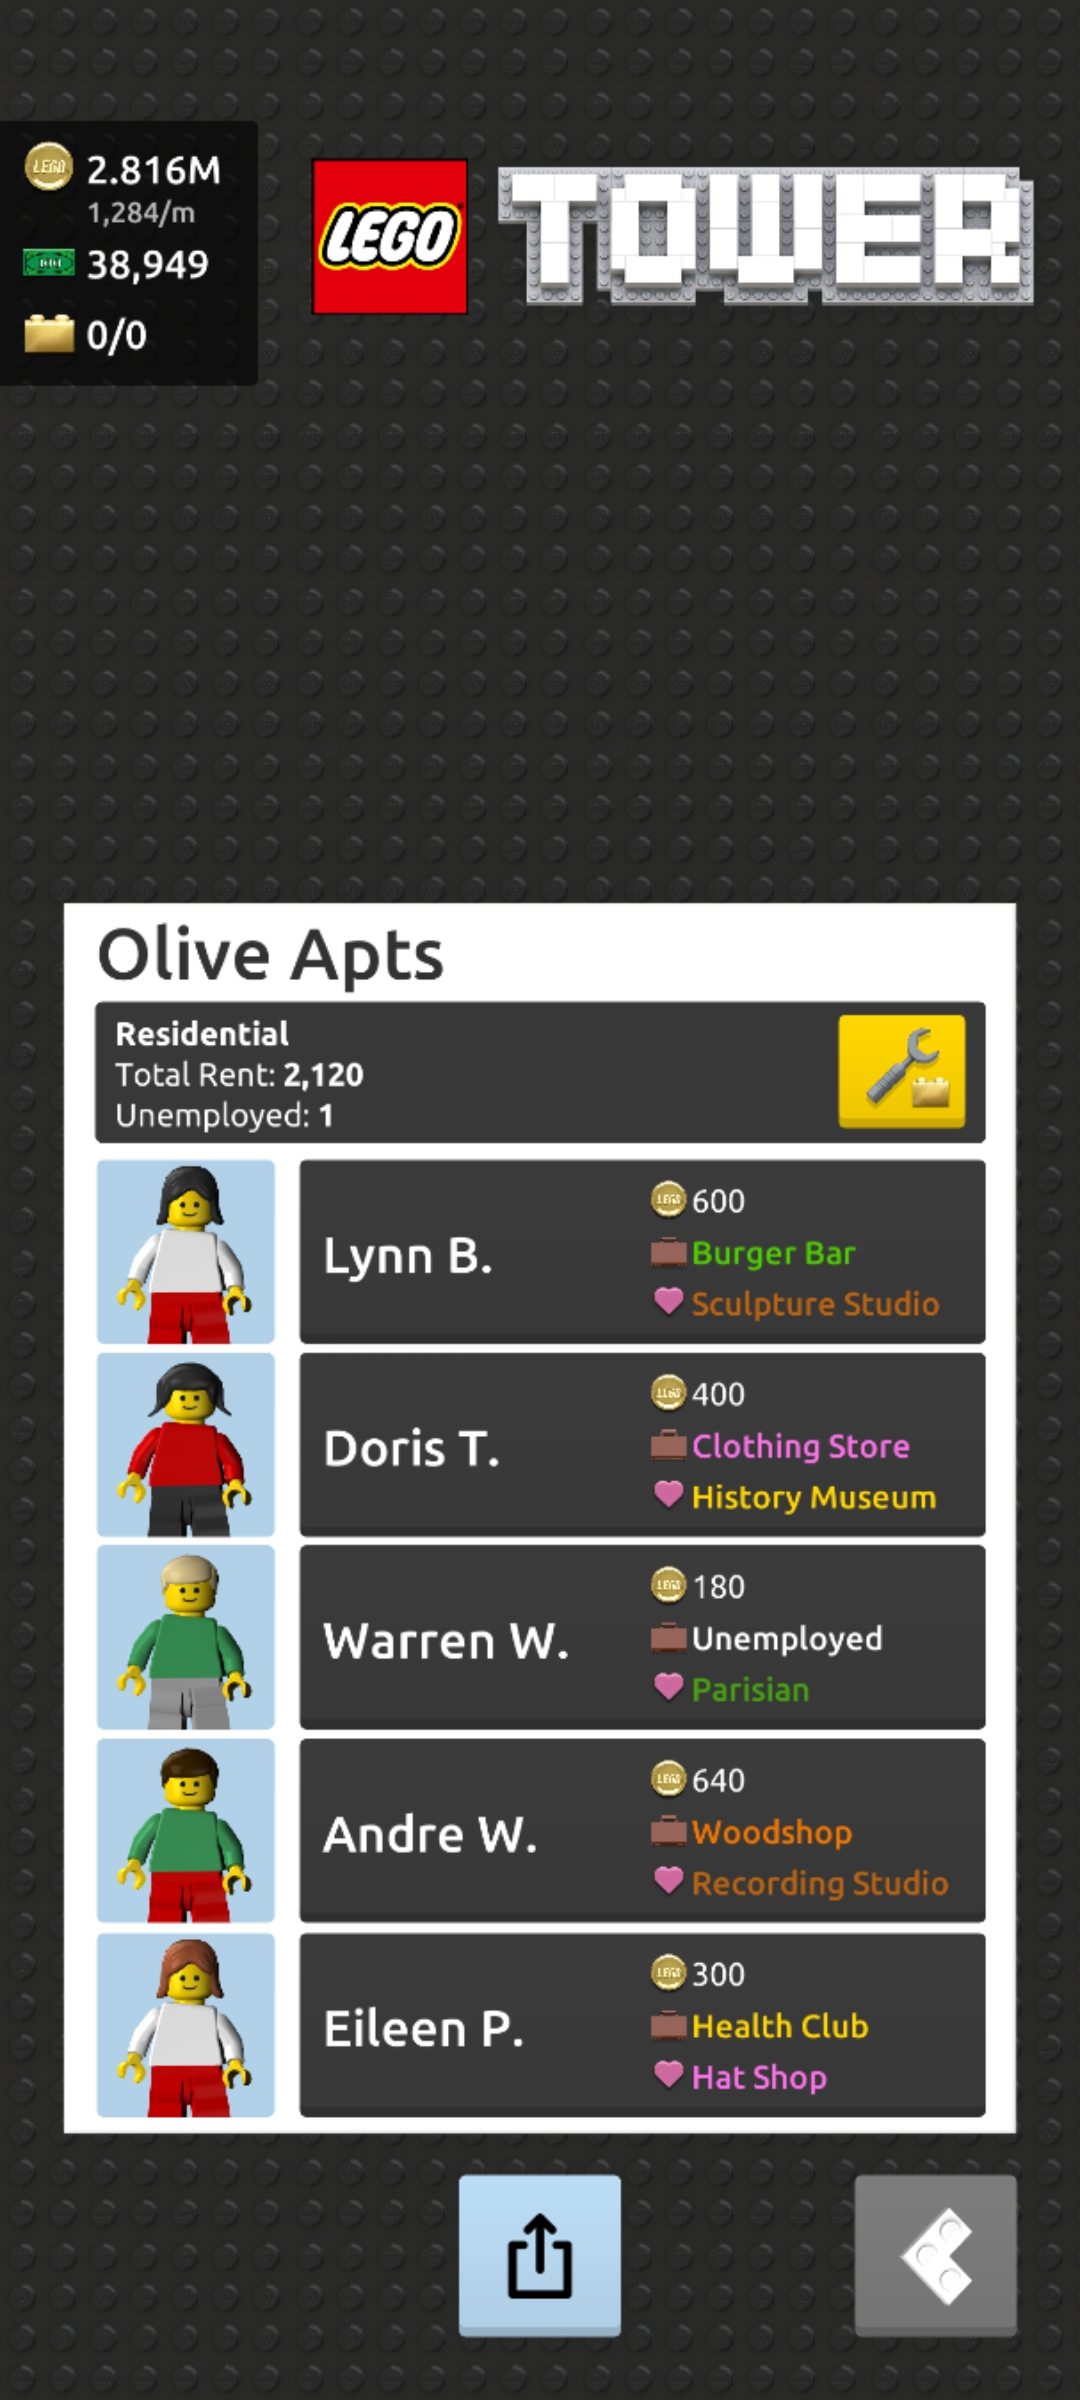 2.816M
1,284/m
38,949
0/0
LEGO TOWER
Olive Apts
Residential
Total Rent: 2,120
Unemployed: 1
Lynn B.
600
Burger Bar
Sculpture Studio
Doris T.
400
Clothing Store
History Museum
Warren W.
180
Unemployed
Parisian
Andre W.
640
Woodshop
Recording Studio
Eileen P.
300
Health Club
Hat Shop